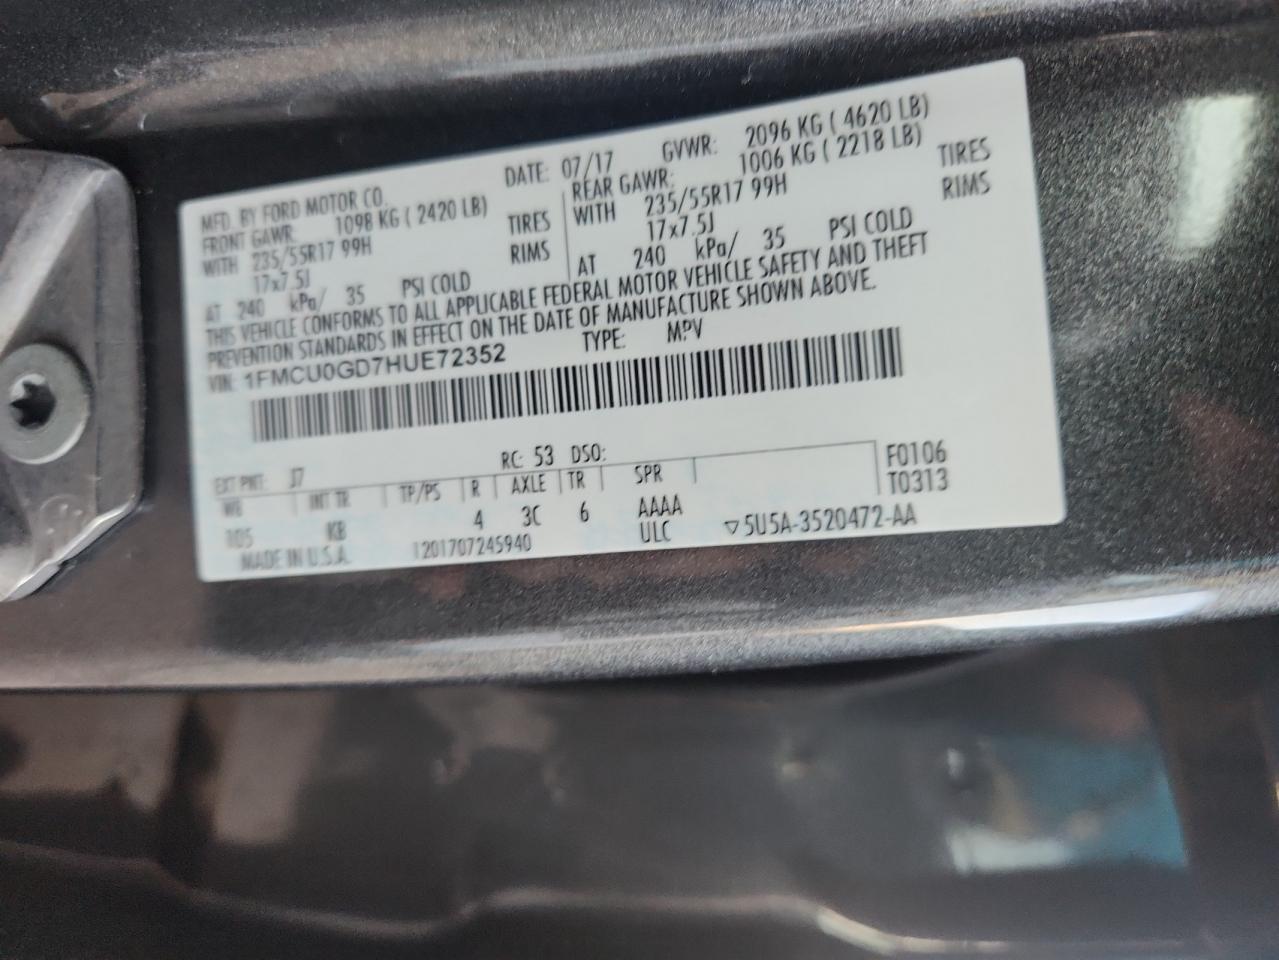 MFD. BY FORD MOTOR CO. DATE: 07/17 GVWR: 2096 KG ( 4620 LB)
FRONT GAWR: 1098 KG ( 2420 LB) REAR GAWR: 1006 KG ( 2218 LB)
WITH 235/55R17 99H TIRES WITH 235/55R17 99H TIRES
17x7.5J RIMS 17x7.5J RIMS
AT 240 kPa/ 35 PSI COLD AT 240 kPa/ 35 PSI COLD
THIS VEHICLE CONFORMS TO ALL APPLICABLE FEDERAL MOTOR VEHICLE SAFETY AND THEFT
PREVENTION STANDARDS IN EFFECT ON THE DATE OF MANUFACTURE SHOWN ABOVE.
VIN: 1FMCU0GD7HUE72352 TYPE: MPV
EXT PNT: J7 RC: 53 DSO: F0106
WB INT TR TP/PS R AXLE TR SPR T0313
105 KB 4 3C 6 AAAA
MADE IN U.S.A. 1201707245940 ULC ▽5U5A-3520472-AA